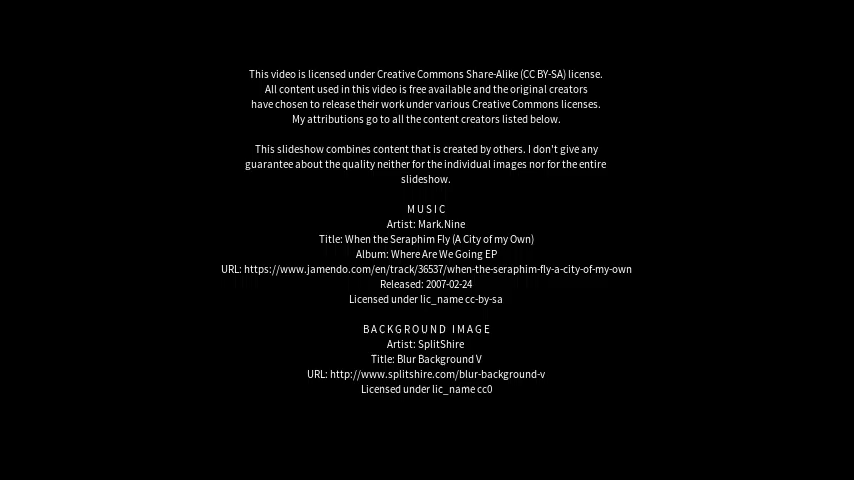 This video is licensed under Creative Commons Share-Alike (CC BY-SA) license.
All content used in this video is free available and the original creators
have chosen to release their work under various Creative Commons licenses.
My attributions go to all the content creators listed below.
This slideshow combines content that is created by others. I don't give any
guarantee about the quality neither for the individual images nor for the entire
slideshow.
MUSIC
Artist: Mark.Nine
Title: When the Seraphim Fly (A City of my Own)
Album: Where Are We Going EP
URL: https://www.jamendo.com/en/track/36537/when-the-seraphim-fly-a-city-of-my-own
Released: 2007-02-24
Licensed under lic_name cc-by-sa
BACKGROUND IMAGE
Artist: SplitShire
Title: Blur Background V
URL: http://www.splitshire.com/blur-background-v
Licensed under lic_name cc0